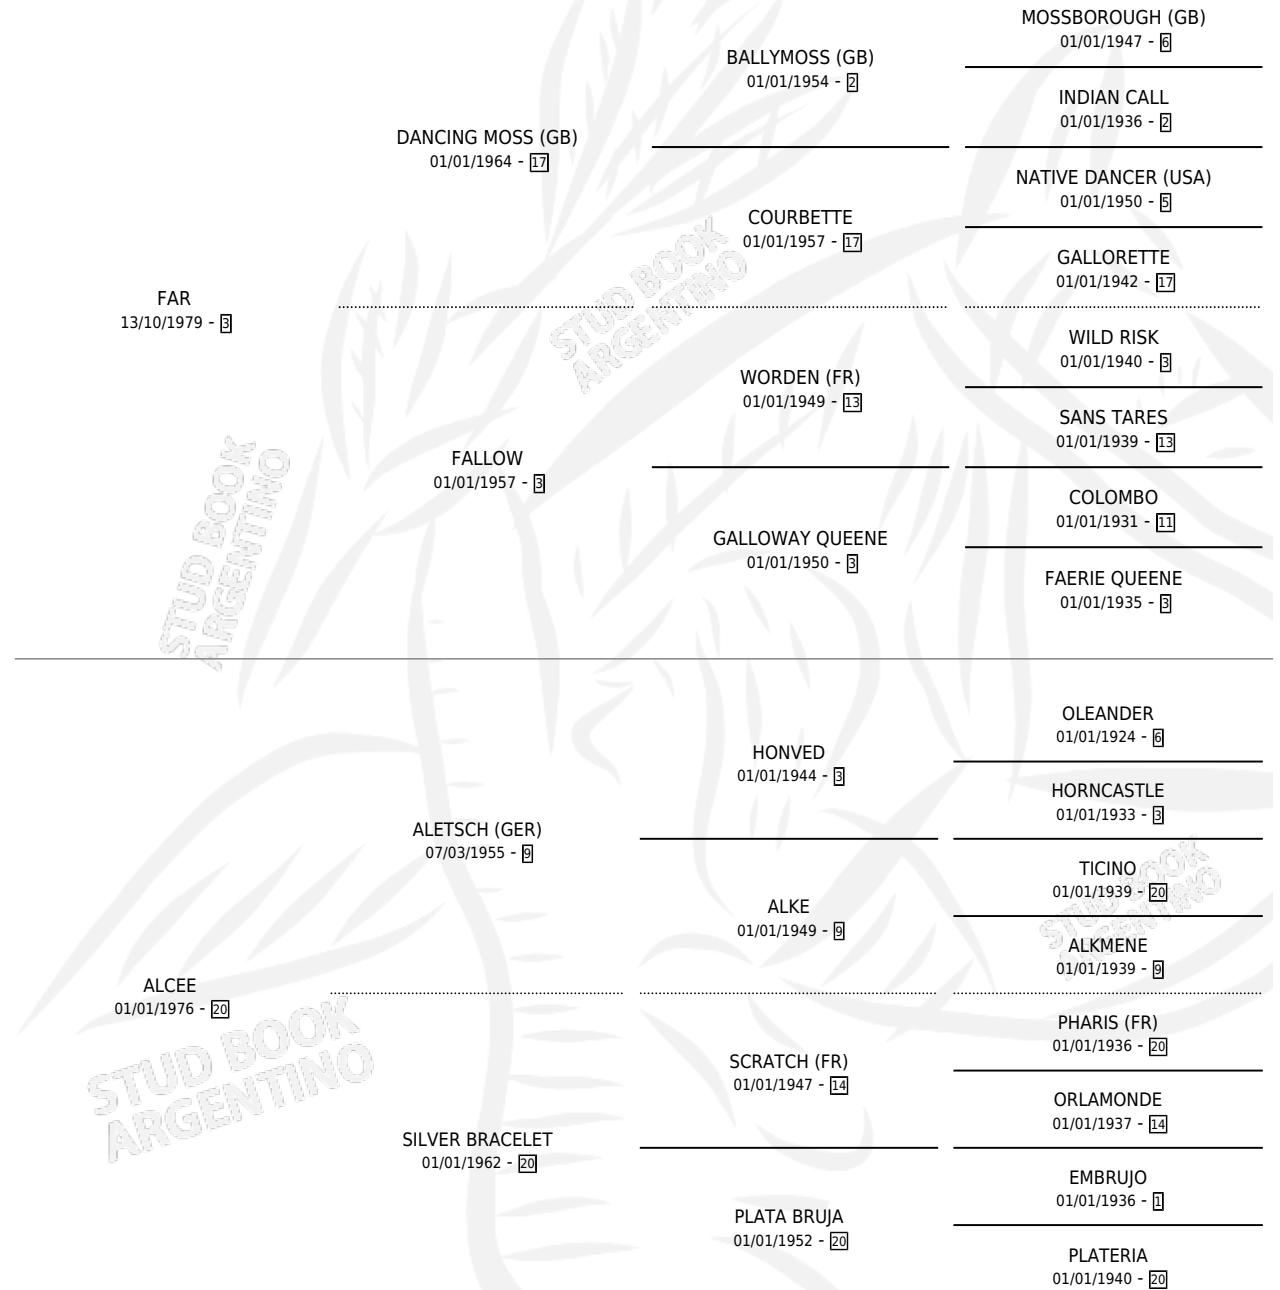 MOSSBOROUGH (GB)
01/01/1947 - 6
BALLYMOSS (GB)
01/01/1954 - 2
INDIAN CALL
01/01/1936 - 2
DANCING MOSS (GB)
01/01/1964 - 17
NATIVE DANCER (USA)
01/01/1950 - 5
COURBETTE
01/01/1957 - 17
GALLORETTE
01/01/1942 - 17
FAR
13/10/1979 - 3
WILD RISK
01/01/1940 - 3
WORDEN (FR)
01/01/1949 - 13
SANS TARES
01/01/1939 - 13
FALLOW
01/01/1957 - 3
COLOMBO
01/01/1931 - 11
GALLOWAY QUEENE
01/01/1950 - 3
FAERIE QUEENE
01/01/1935 - 3
STUD BOOK
ARGENTINO
STUD BOOK
ARGENTINO
OLEANDER
01/01/1924 - 6
HONVED
01/01/1944 - 3
HORNCASTLE
01/01/1933 - 3
ALETSCH (GER)
07/03/1955 - 9
TICINO
01/01/1939 - 20
ALKE
01/01/1949 - 9
ALKMENE
01/01/1939 - 9
STUD BOOK
ARGENTINO
ALCEE
01/01/1976 - 20
PHARIS (FR)
01/01/1936 - 20
SCRATCH (FR)
01/01/1947 - 14
ORLAMONDE
01/01/1937 - 14
STUD BOOK
ARGENTINO
SILVER BRACELET
01/01/1962 - 20
EMBRUJO
01/01/1936 - 1
PLATA BRUJA
01/01/1952 - 20
PLATERIA
01/01/1940 - 20